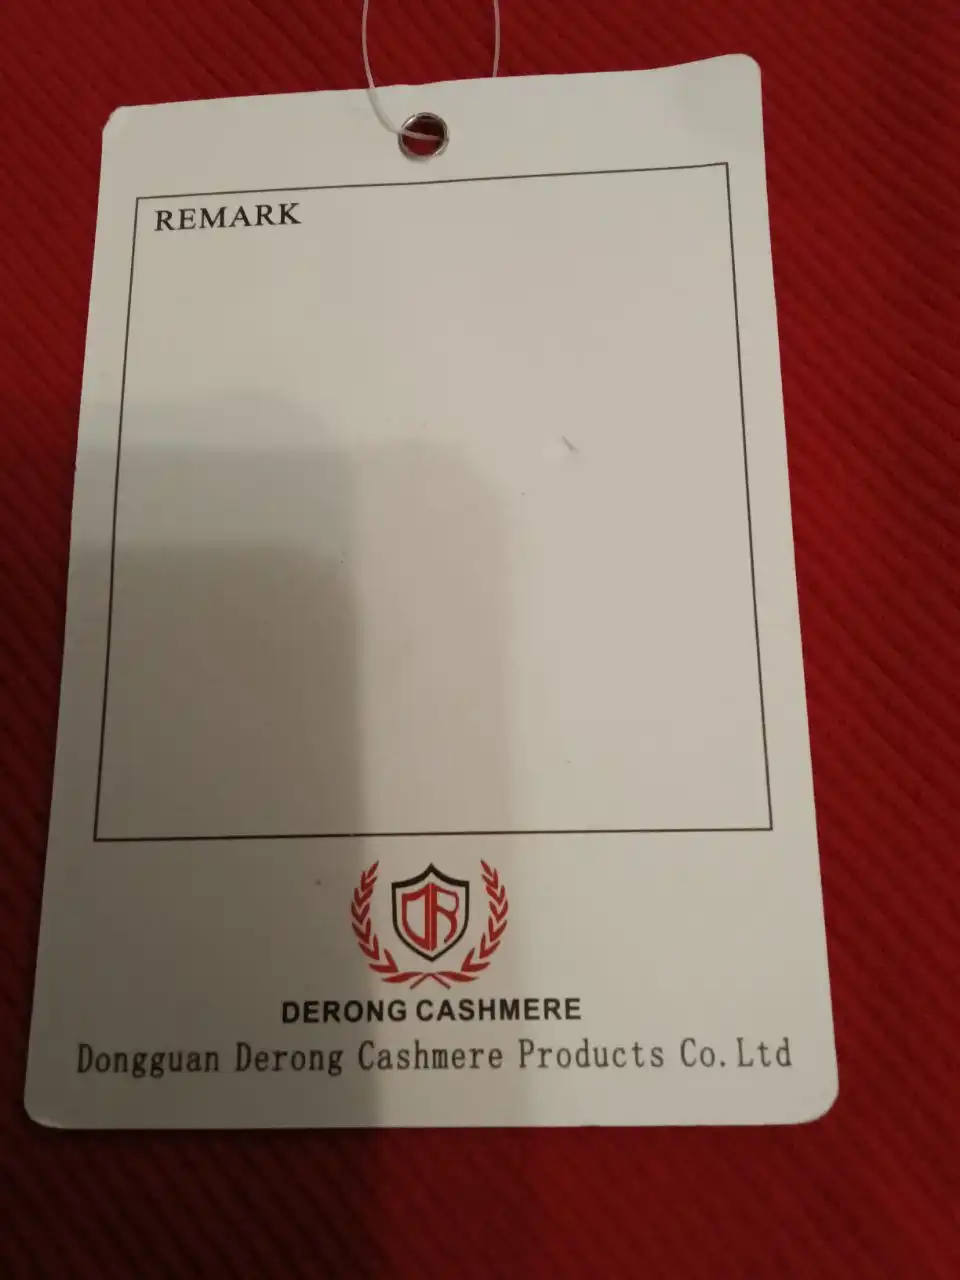 REMARK
DR
DERONG CASHMERE
Dongguan Derong Cashmere Products Co. Ltd